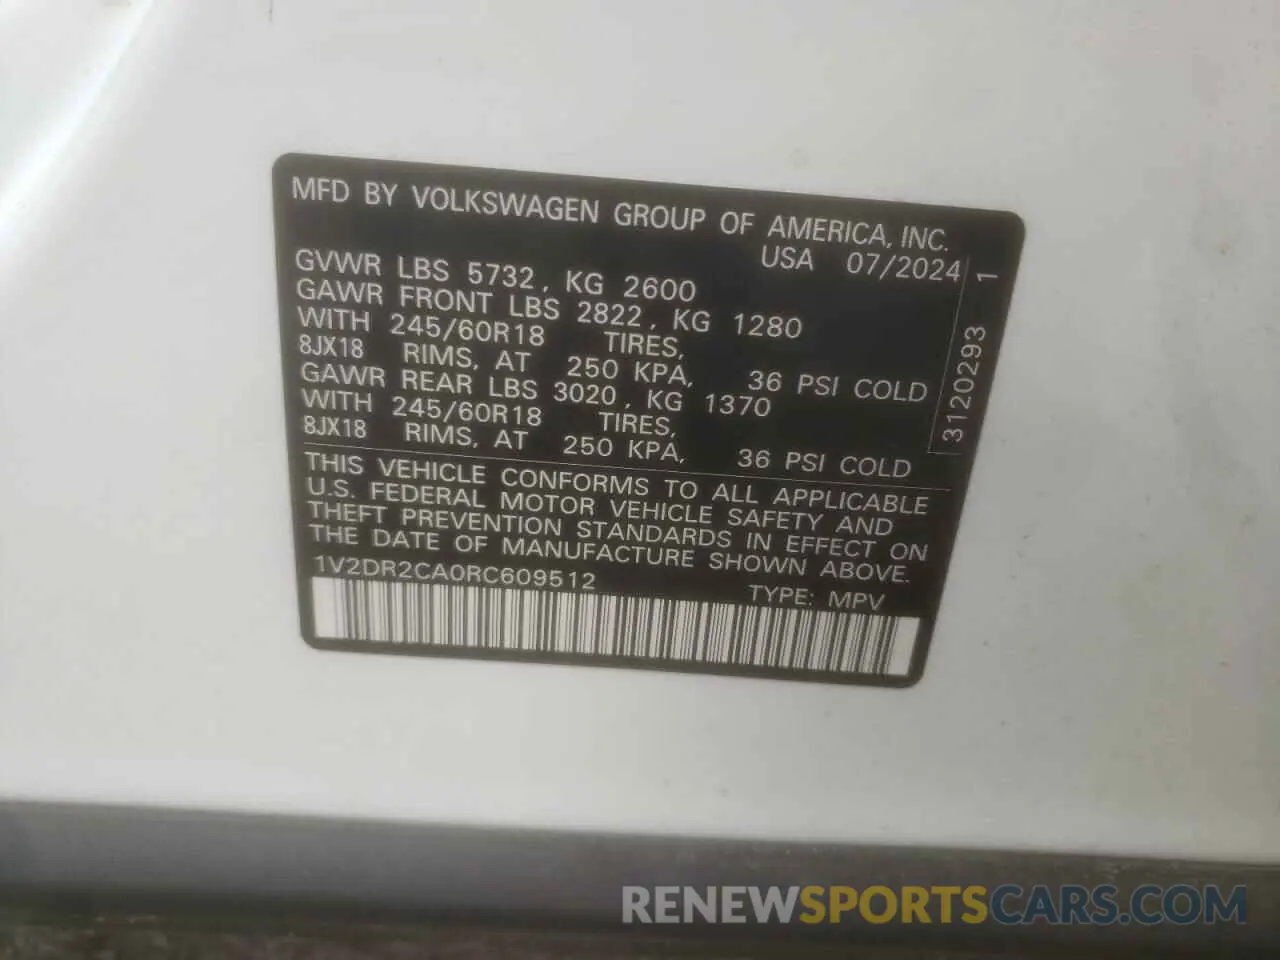 MFD BY VOLKSWAGEN GROUP OF AMERICA, INC.
USA 07/2024
GVWR LBS 5732, KG 2600
GAWR FRONT LBS 2822, KG 1280
WITH 245/60R18 TIRES,
8JX18 RIMS, AT 250 KPA, 36 PSI COLD
GAWR REAR LBS 3020, KG 1370
WITH 245/60R18 TIRES,
8JX18 RIMS, AT 250 KPA, 36 PSI COLD
3120293 1
THIS VEHICLE CONFORMS TO ALL APPLICABLE
U.S. FEDERAL MOTOR VEHICLE SAFETY AND
THEFT PREVENTION STANDARDS IN EFFECT ON
THE DATE OF MANUFACTURE SHOWN ABOVE.
1V2DR2CA0RC609512 TYPE: MPV
RENEWSPORTSCARS.COM